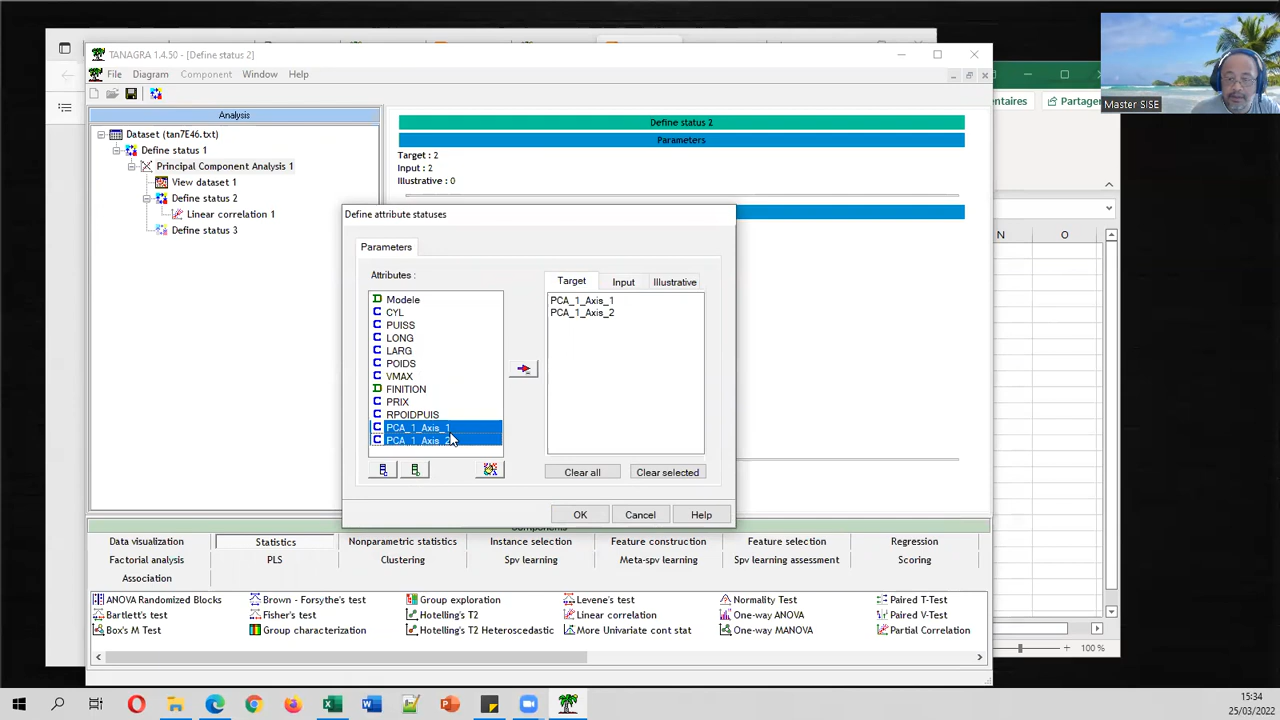 TANAGRA 1.4.50 - [Define status 2]
File Diagram Component Window Help
Analysis
Dataset (tan7E46.txt)
Define status 1
Principal Component Analysis 1
View dataset 1
Define status 2
Linear correlation 1
Define status 3
Define status 2
Parameters
Target : 2
Input : 2
Illustrative : 0
Define attribute statuses
Parameters
Attributes :
Modele
CYL
PUISS
LONG
LARG
POIDS
VMAX
FINITION
PRIX
RPOIDPUIS
PCA_1_Axis_1
PCA_1_Axis_2
Target Input Illustrative
PCA_1_Axis_1
PCA_1_Axis_2
Clear all Clear selected
OK Cancel Help
Components
Data visualization Statistics Nonparametric statistics Instance selection Feature construction Feature selection Regression
Factorial analysis PLS Clustering Spv learning Meta-spv learning Spv learning assessment Scoring
Association
ANOVA Randomized Blocks Brown - Forsythe's test Group exploration Levene's test Normality Test Paired T-Test
Bartlett's test Fisher's test Hotelling's T2 Linear correlation One-way ANOVA Paired V-Test
Box's M Test Group characterization Hotelling's T2 Heteroscedastic More Univariate cont stat One-way MANOVA Partial Correlation
Master SISE
entaires Partager
N O
100 %
15:34
25/03/2022